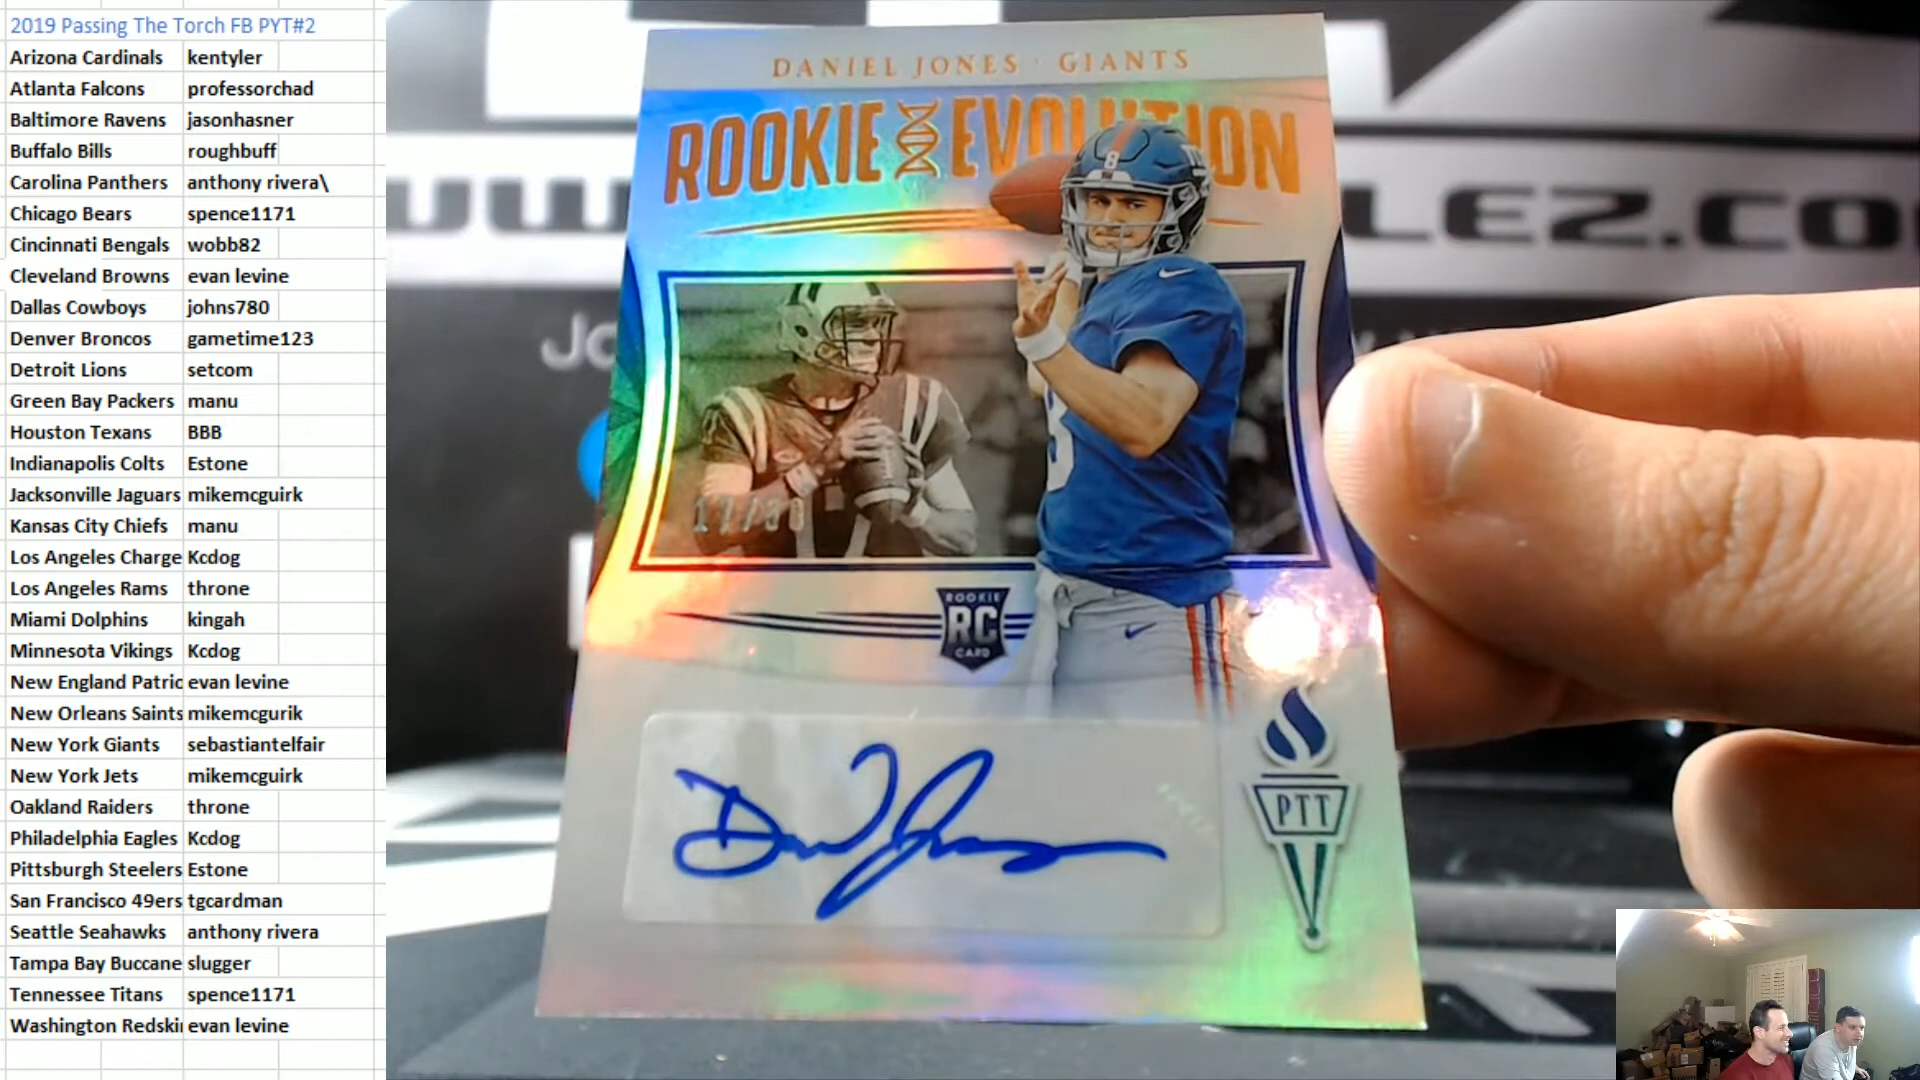 2019 Passing The Torch FB PYT#2
Arizona Cardinals kentyler
Atlanta Falcons professorchad
Baltimore Ravens jasonhasner
Buffalo Bills roughbuff
Carolina Panthers anthony rivera\
Chicago Bears spence1171
Cincinnati Bengals wobb82
Cleveland Browns evan levine
Dallas Cowboys johns780
Denver Broncos gametime123
Detroit Lions setcom
Green Bay Packers manu
Houston Texans BBB
Indianapolis Colts Estone
Jacksonville Jaguars mikemcguirk
Kansas City Chiefs manu
Los Angeles Charge Kcdog
Los Angeles Rams throne
Miami Dolphins kingah
Minnesota Vikings Kcdog
New England Patric evan levine
New Orleans Saints mikemcgurik
New York Giants sebastiantelfair
New York Jets mikemcguirk
Oakland Raiders throne
Philadelphia Eagles Kcdog
Pittsburgh Steelers Estone
San Francisco 49ers tgcardman
Seattle Seahawks anthony rivera
Tampa Bay Buccane slugger
Tennessee Titans spence1171
Washington Redski evan levine
DANIEL JONES · GIANTS
ROOKIE EVOLUTION
8
LEZ.CO
ROOKIE
RC
CARD
PTT